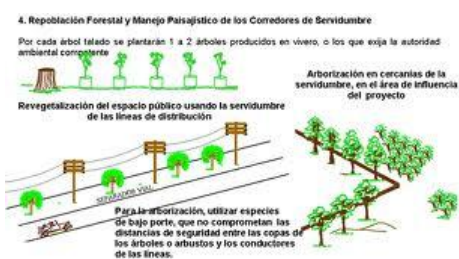 4. Repoblación Forestal y Manejo Paisajístico de los Corredores de Servidumbre
Por cada árbol talado se plantarán 1 a 2 árboles producidos en vivero, o los que exija la autoridad
ambiental competente
Arborización en cercanías de la
servidumbre, en el área de influencia
del proyecto
Revegetalización del espacio público usando la servidumbre
de las líneas de distribución
SEPARADOR VIAL
Para la arborización, utilizar especies
de bajo porte, que no comprometan las
distancias de seguridad entre las copas de
los árboles o arbustos y los conductores
de las líneas.